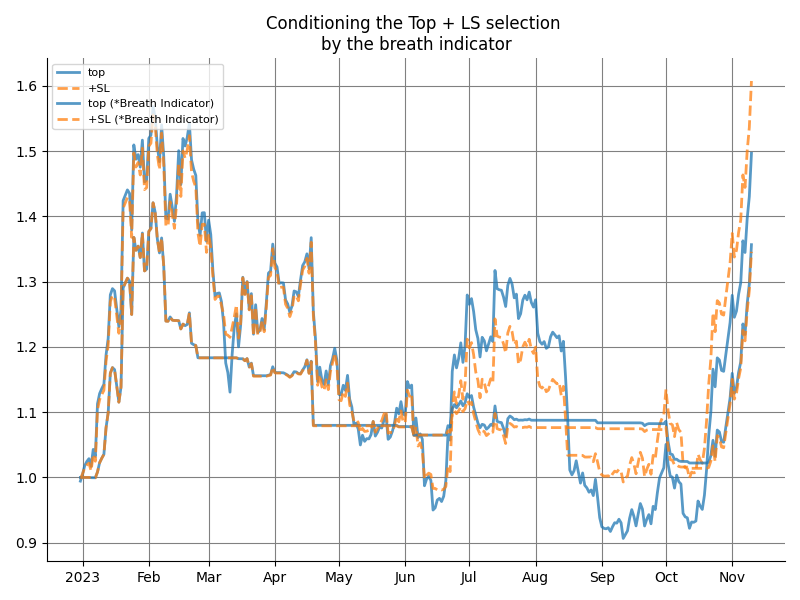 Conditioning the Top + LS selection
by the breath indicator
top
+SL
top (*Breath Indicator)
+SL (*Breath Indicator)
1.6
1.5
1.4
1.3
1.2
1.1
1.0
0.9
2023 Feb Mar Apr May Jun Jul Aug Sep Oct Nov